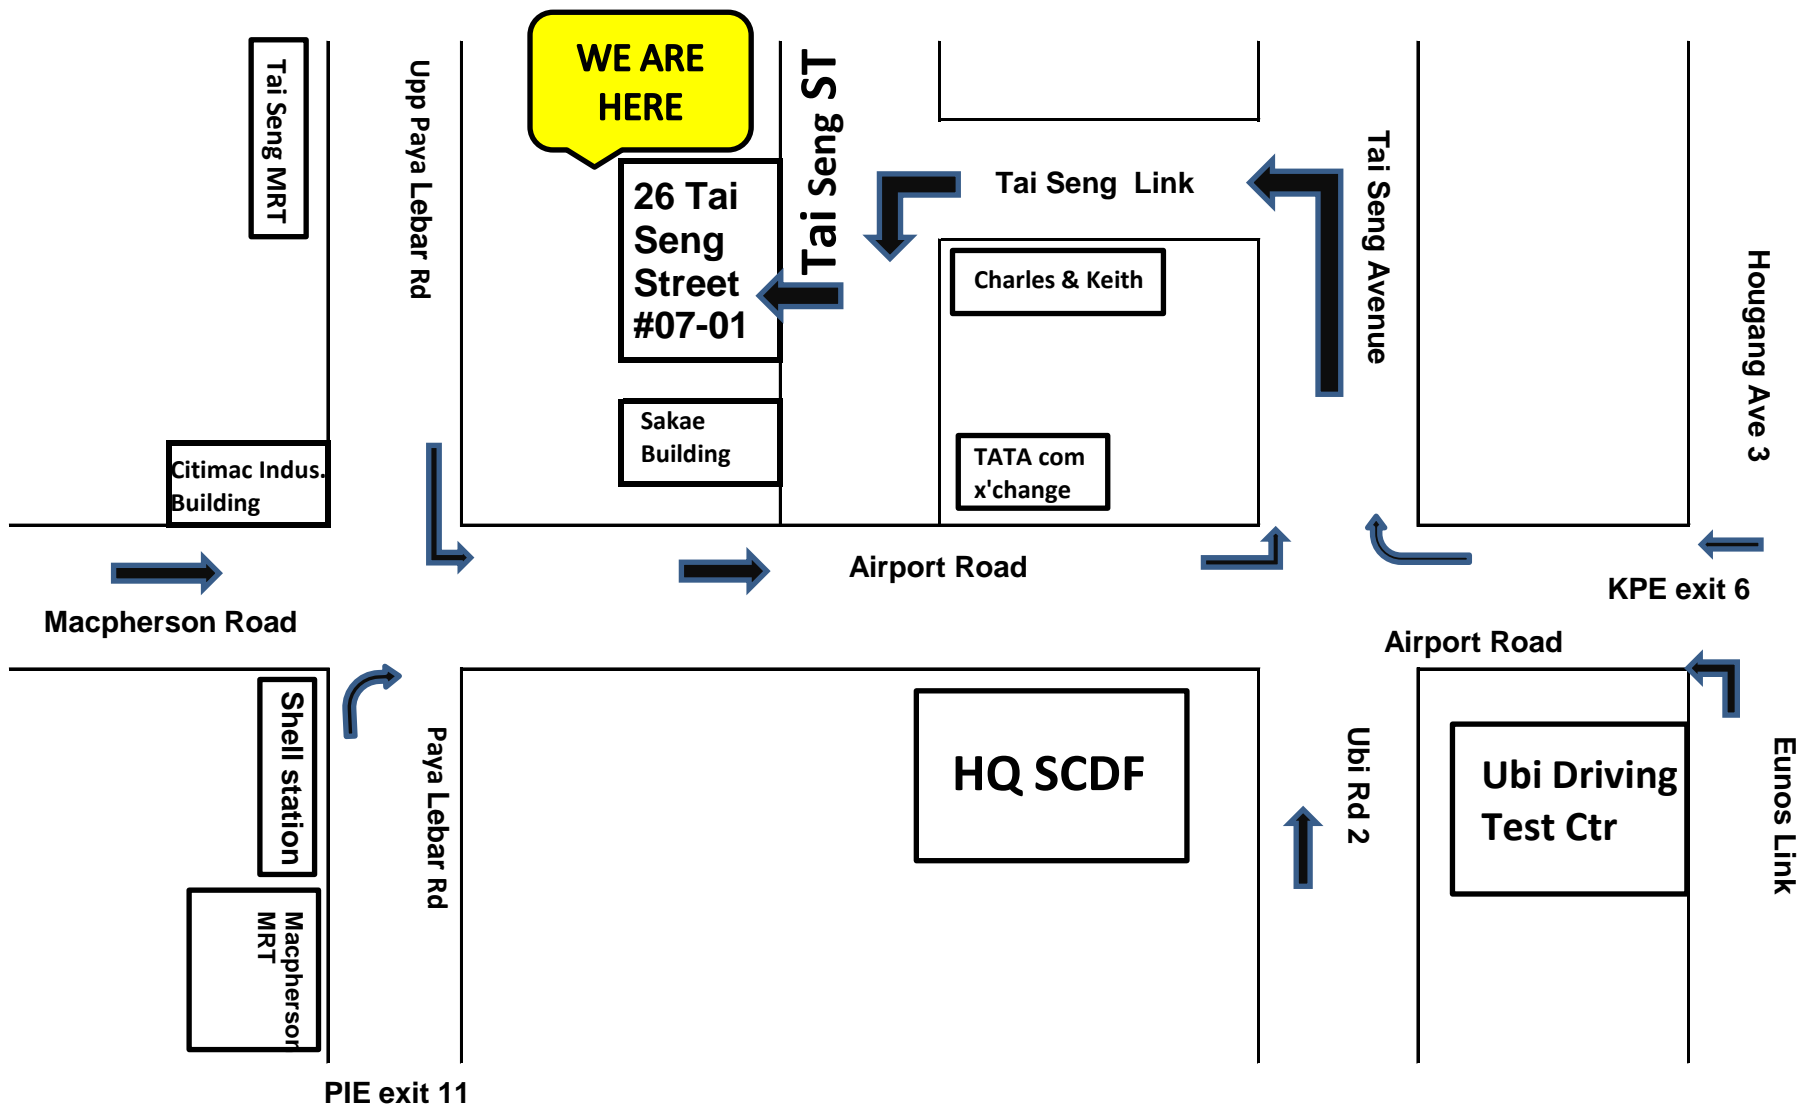 WE ARE
HERE
Tai Seng MRT
Upp Paya Lebar Rd
Tai Seng ST
26 Tai
Seng
Street
#07-01
Tai Seng Link
Tai Seng Avenue
Hougang Ave 3
Charles & Keith
Sakae
Building
TATA com
x'change
Citimac Indus.
Building
Airport Road
KPE exit 6
Macpherson Road
Airport Road
Shell station
Paya Lebar Rd
HQ SCDF
Ubi Rd 2
Ubi Driving
Test Ctr
Eunos Link
Macpherson
MRT
PIE exit 11